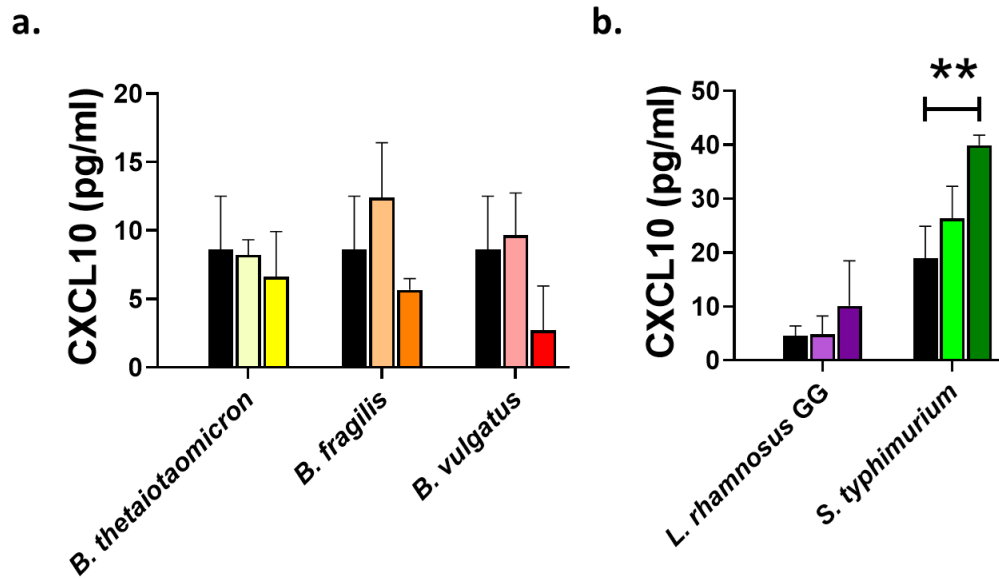 a.
CXCL10 (pg/ml)
20
15
10
5
0
B. thetaiotaomicron
B. fragilis
B. vulgatus
b.
CXCL10 (pg/ml)
50
40
30
20
10
0
**
L. rhamnosus GG
S. typhimurium